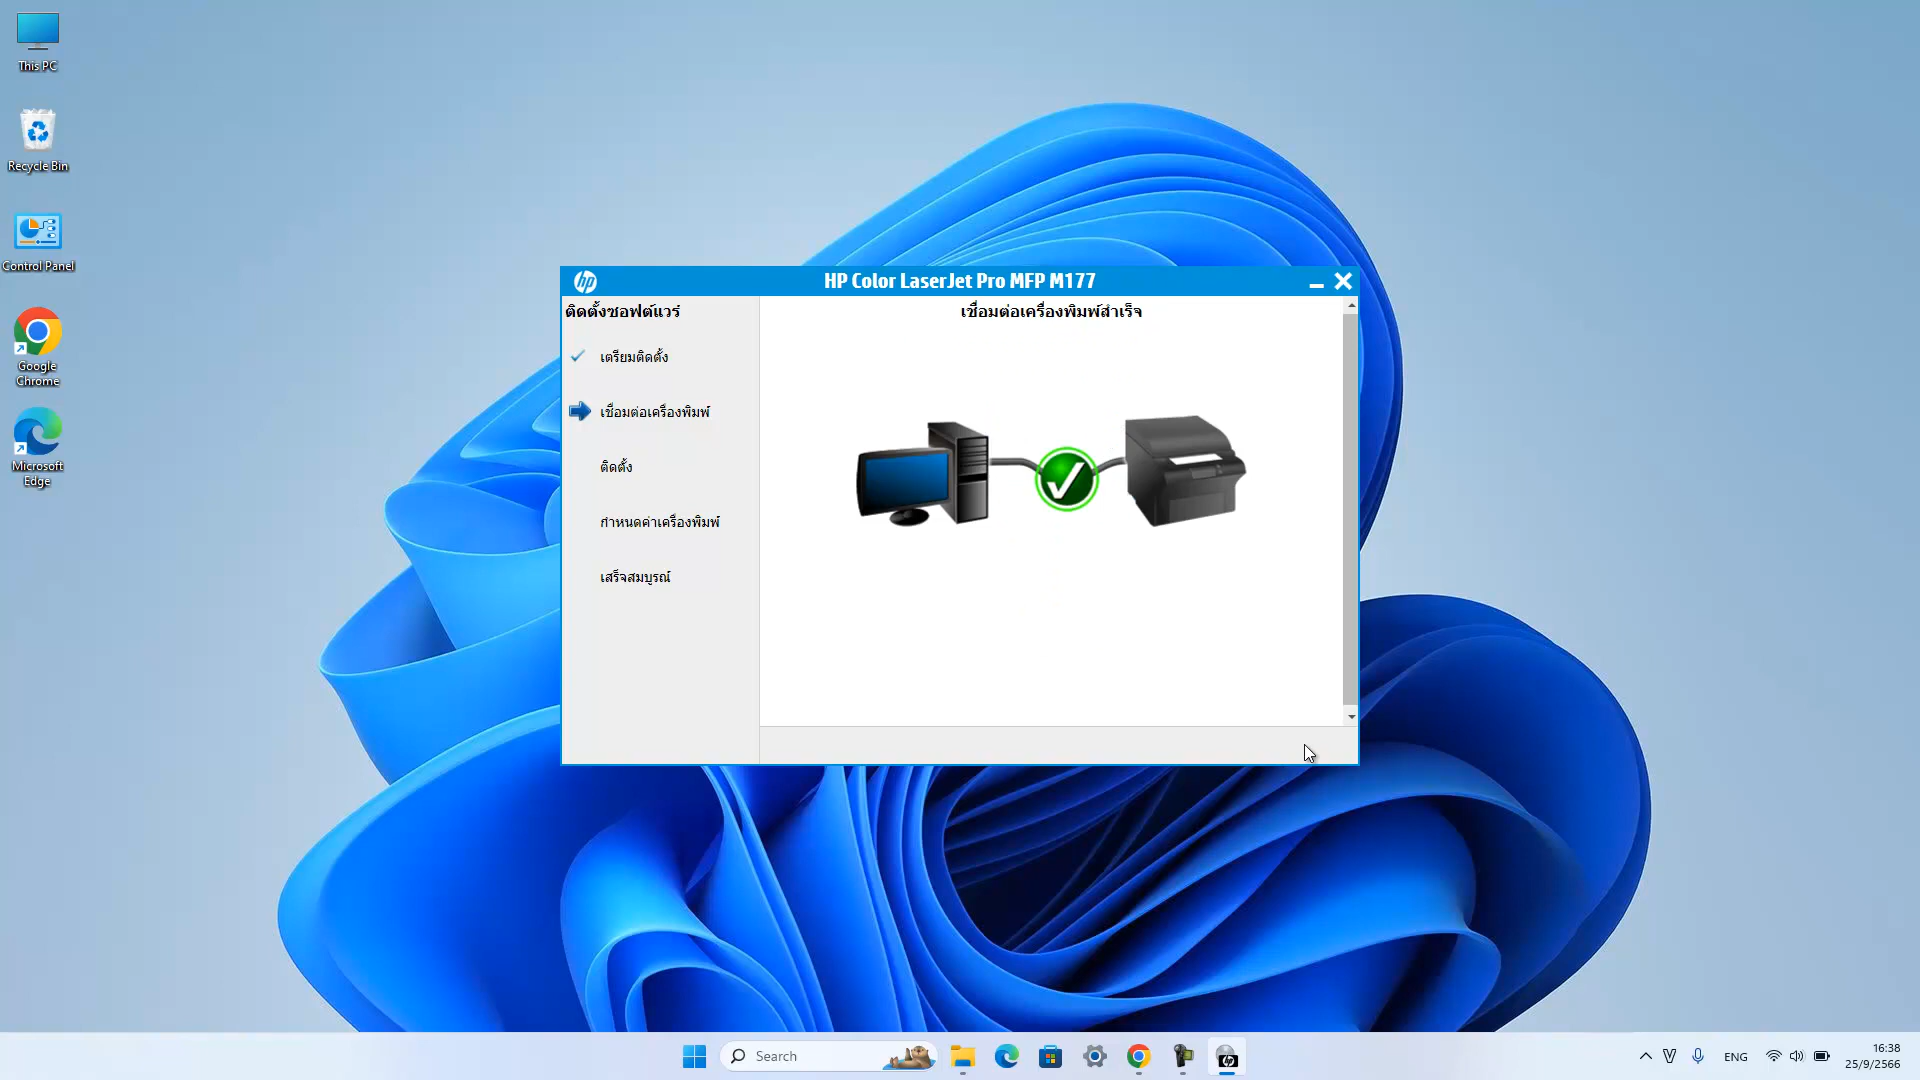 This PC
Recycle Bin
Control Panel
Google
Chrome
Microsoft
Edge
hp
HP Color LaserJet Pro MFP M177
ติดตั้งซอฟต์แวร์
เตรียมติดตั้ง
เชื่อมต่อเครื่องพิมพ์
ติดตั้ง
กำหนดค่าเครื่องพิมพ์
เสร็จสมบูรณ์
เชื่อมต่อเครื่องพิมพ์สำเร็จ
Search
ENG
16:38
25/9/2566